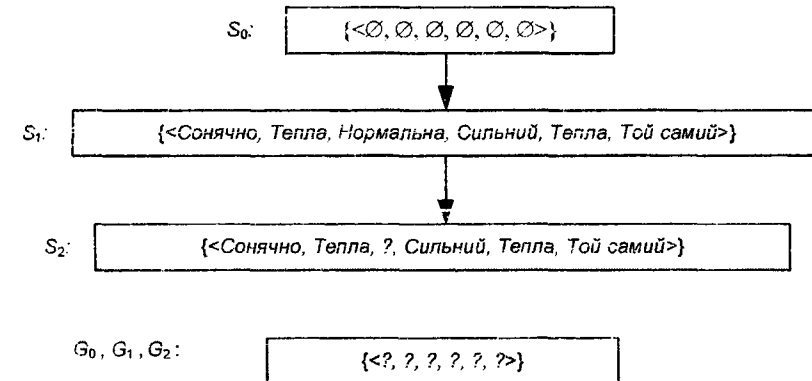 S₀: {<∅, ∅, ∅, ∅, ∅, ∅>}
S₁: {<Сонячно, Тепла, Нормальна, Сильний, Тепла, Той самий>}
S₂: {<Сонячно, Тепла, ?, Сильний, Тепла, Той самий>}
G₀, G₁, G₂: {<?, ?, ?, ?, ?, ?>}